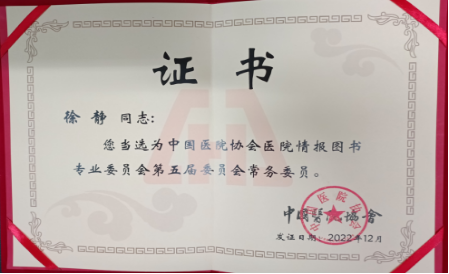 证书
徐静 同志:
您当选为中国医院协会医院情报图书
专业委员会第五届委员会常务委员。
中国医院协会
发证日期:2022年12月